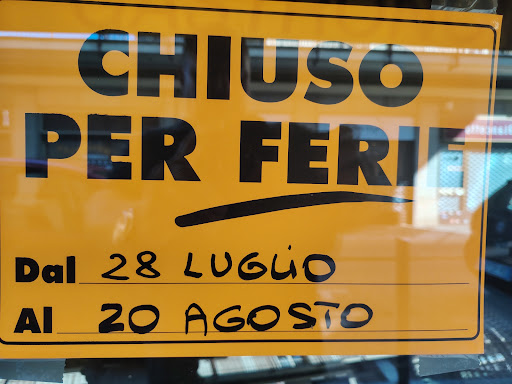 CHIUSO
PER FERIE
Dal 28 LUGLIO
Al 20 AGOSTO